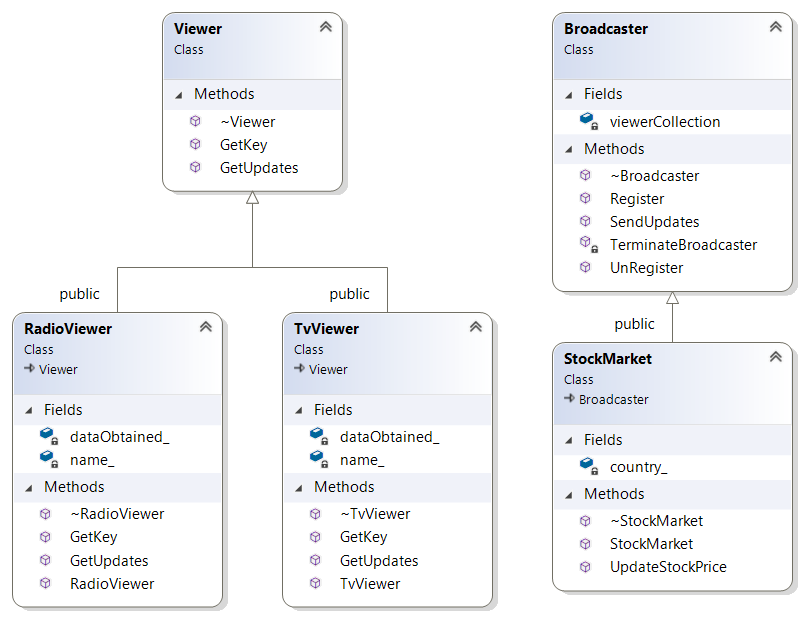 Viewer
Class
Methods
~Viewer
GetKey
GetUpdates
Broadcaster
Class
Fields
viewerCollection
Methods
~Broadcaster
Register
SendUpdates
TerminateBroadcaster
UnRegister
public
public
public
RadioViewer
Class
Viewer
Fields
dataObtained_
name_
Methods
~RadioViewer
GetKey
GetUpdates
RadioViewer
TvViewer
Class
Viewer
Fields
dataObtained_
name_
Methods
~TvViewer
GetKey
GetUpdates
TvViewer
StockMarket
Class
Broadcaster
Fields
country_
Methods
~StockMarket
StockMarket
UpdateStockPrice